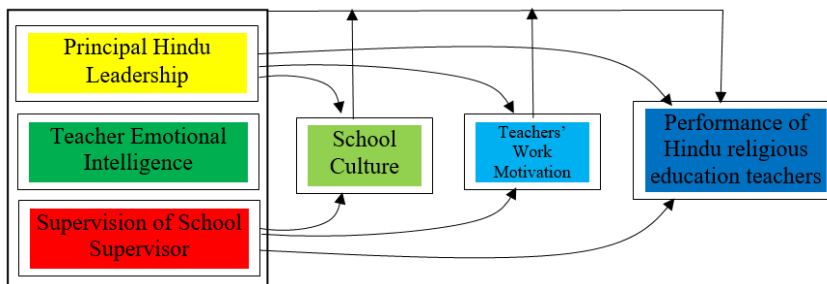 Principal Hindu
Leadership
Teacher Emotional
Intelligence
Supervision of School
Supervisor
School
Culture
Teachers'
Work
Motivation
Performance of
Hindu religious
education teachers